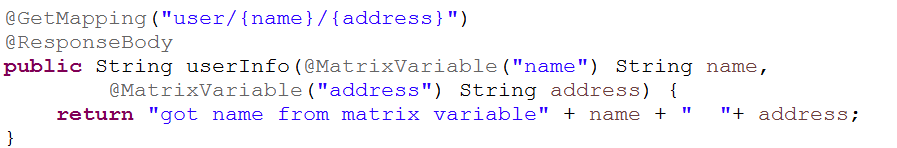 @GetMapping("user/{name}/{address}")
@ResponseBody
public String userInfo(@MatrixVariable("name") String name,
        @MatrixVariable("address") String address) {
    return "got name from matrix variable" + name + "  "+ address;
}